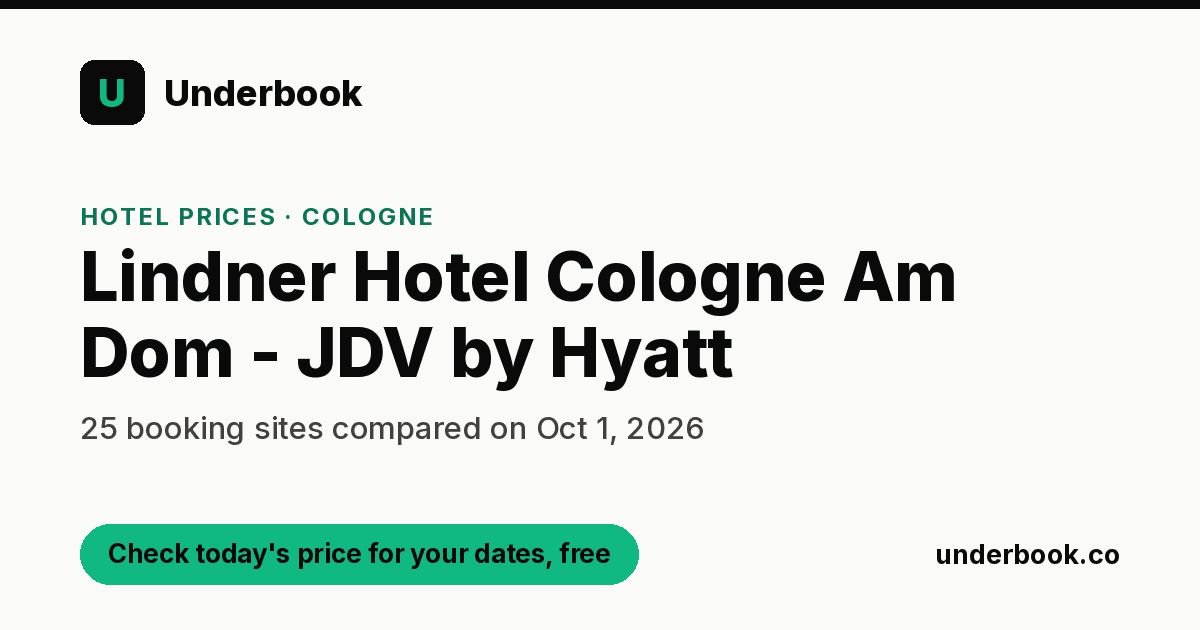 U Underbook
HOTEL PRICES · COLOGNE
Lindner Hotel Cologne Am
Dom - JDV by Hyatt
25 booking sites compared on Oct 1, 2026
Check today's price for your dates, free
underbook.co